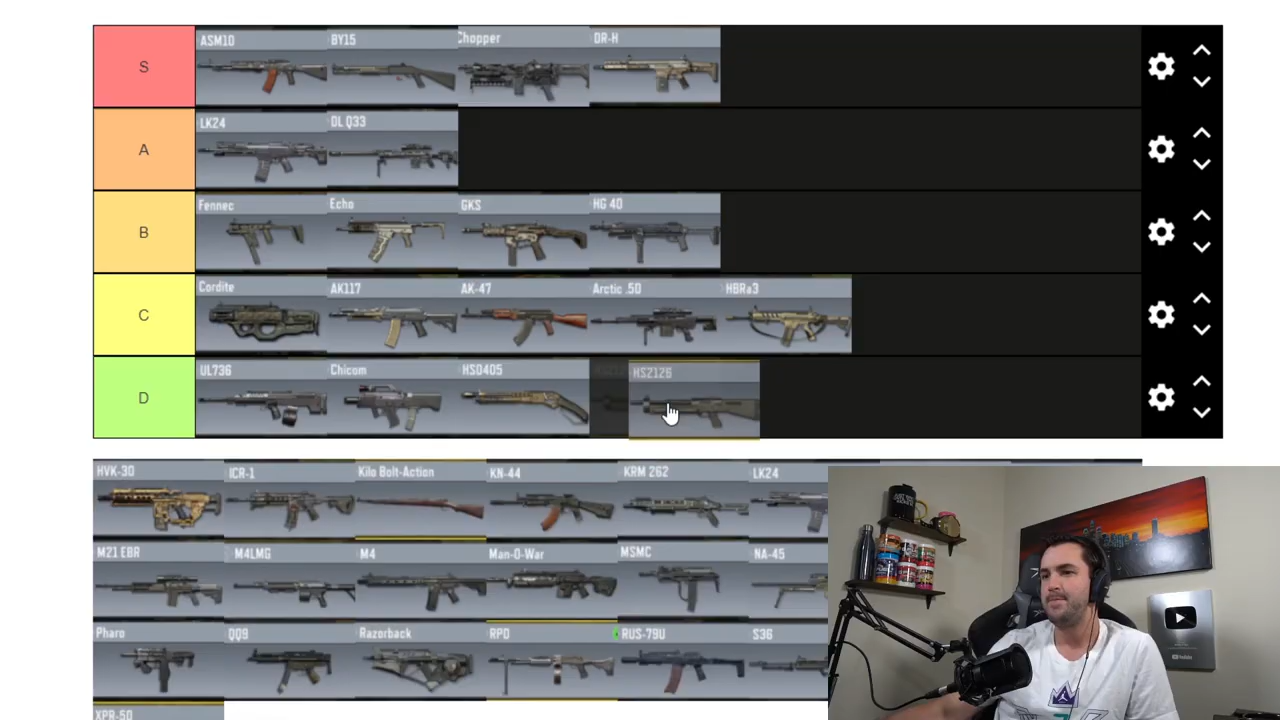 S
ASM10
BY15
Chopper
DR-H
A
LK24
DL Q33
B
Fennec
Echo
GKS
HG 40
C
Cordite
AK117
AK-47
Arctic .50
HBRa3
D
UL736
Chicom
HS0405
HS2126
HVK-30
ICR-1
Kilo Bolt-Action
KN-44
KRM 262
LK24
M21 EBR
M4LMG
M4
Man-O-War
MSMC
NA-45
Pharo
QQ9
Razorback
RPD
RUS-79U
S36
XPR-50